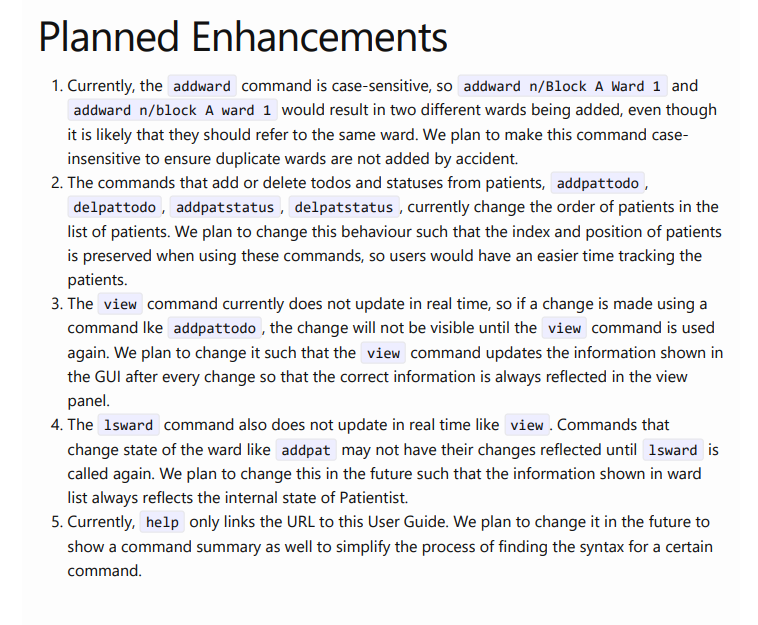 Planned Enhancements
1. Currently, the addward command is case-sensitive, so addward n/Block A Ward 1 and
addward n/block A ward 1 would result in two different wards being added, even though
it is likely that they should refer to the same ward. We plan to make this command case-
insensitive to ensure duplicate wards are not added by accident.
2. The commands that add or delete todos and statuses from patients, addpattodo,
delpattodo, addpatstatus, delpatstatus, currently change the order of patients in the
list of patients. We plan to change this behaviour such that the index and position of patients
is preserved when using these commands, so users would have an easier time tracking the
patients.
3. The view command currently does not update in real time, so if a change is made using a
command lke addpattodo, the change will not be visible until the view command is used
again. We plan to change it such that the view command updates the information shown in
the GUI after every change so that the correct information is always reflected in the view
panel.
4. The lsward command also does not update in real time like view. Commands that
change state of the ward like addpat may not have their changes reflected until lsward is
called again. We plan to change this in the future such that the information shown in ward
list always reflects the internal state of Patientist.
5. Currently, help only links the URL to this User Guide. We plan to change it in the future to
show a command summary as well to simplify the process of finding the syntax for a certain
command.